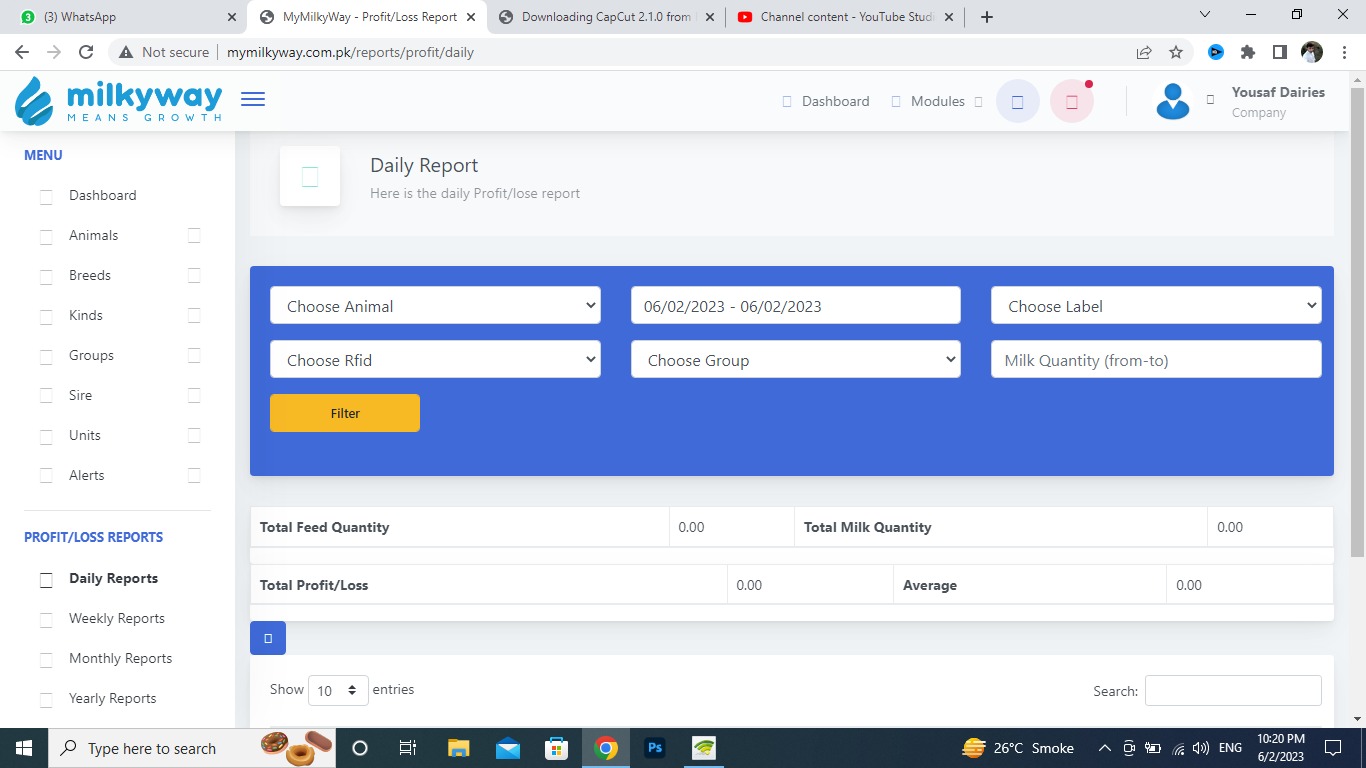 (3) WhatsApp
MyMilkyWay - Profit/Loss Report
Downloading CapCut 2.1.0 from
Channel content - YouTube Studi
Not secure | mymilkyway.com.pk/reports/profit/daily
milkyway
MEANS GROWTH
Dashboard
Modules
Yousaf Dairies
Company
MENU
Dashboard
Animals
Breeds
Kinds
Groups
Sire
Units
Alerts
PROFIT/LOSS REPORTS
Daily Reports
Weekly Reports
Monthly Reports
Yearly Reports
Daily Report
Here is the daily Profit/lose report
Choose Animal
06/02/2023 - 06/02/2023
Choose Label
Choose Rfid
Choose Group
Milk Quantity (from-to)
Filter
Total Feed Quantity 0.00 Total Milk Quantity 0.00
Total Profit/Loss 0.00 Average 0.00
Show 10 entries
Search:
Type here to search
Ps
26°C Smoke
ENG
10:20 PM
6/2/2023